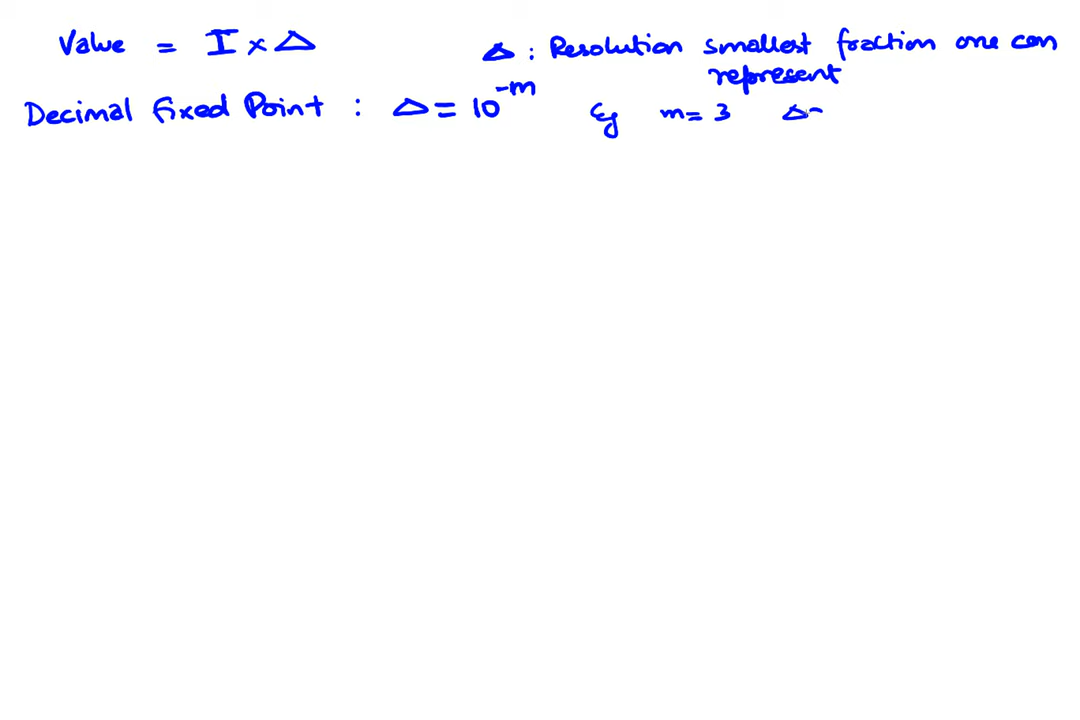 Value = I × Δ
Δ : Resolution smallest fraction one can
represent
Decimal Fixed Point : Δ = 10^-m Eg m = 3 Δ-